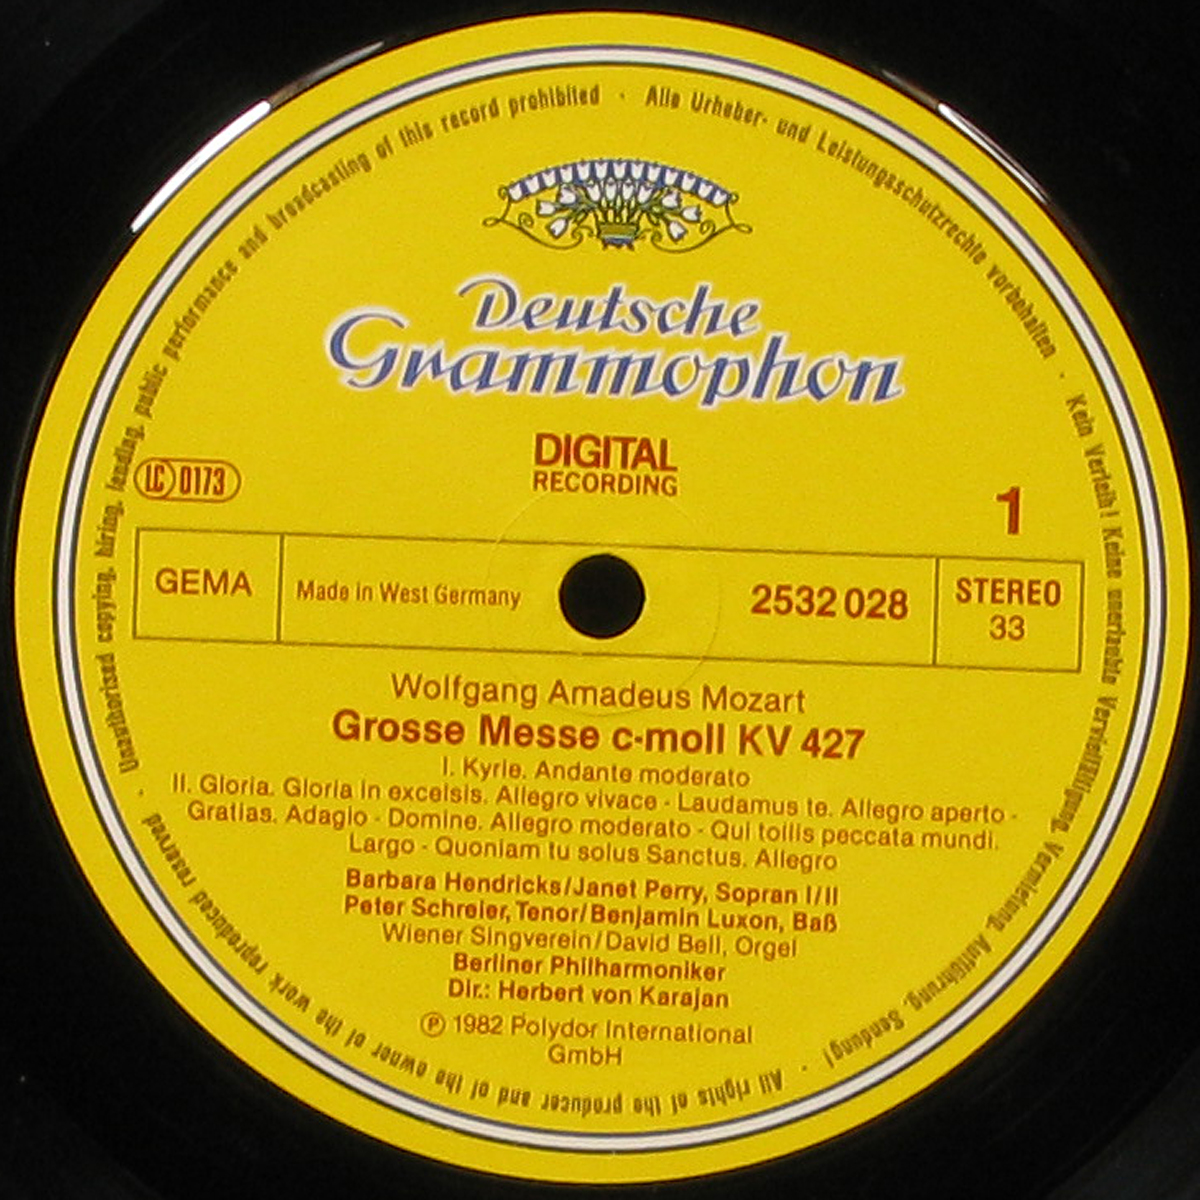 Deutsche
Grammophon
DIGITAL
RECORDING
LC 0173
1
GEMA
Made in West Germany
2532 028
STEREO
33
Wolfgang Amadeus Mozart
Grosse Messe c-moll KV 427
I. Kyrie. Andante moderato
II. Gloria. Gloria in excelsis. Allegro vivace - Laudamus te. Allegro aperto -
Gratias. Adagio - Domine. Allegro moderato - Qui tollis peccata mundi.
Largo - Quoniam tu solus Sanctus. Allegro
Barbara Hendricks/Janet Perry, Sopran I/II
Peter Schreier, Tenor/Benjamin Luxon, Baß
Wiener Singverein/David Bell, Orgel
Berliner Philharmoniker
Dir.: Herbert von Karajan
℗ 1982 Polydor International
GmbH
Alle Urheber- und Leistungsschutzrechte vorbehalten · Kein Verleih! Keine unerlaubte Vervielfältigung, Vermietung, Aufführung, Sendung! · All rights of the producer and of the owner of the work reproduced reserved · Unauthorised copying, hiring, lending, public performance and broadcasting of this record prohibited ·